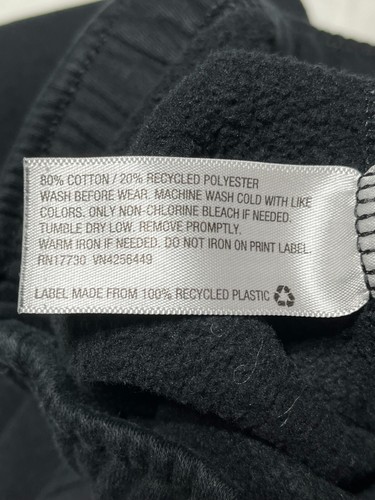 80% COTTON / 20% RECYCLED POLYESTER
WASH BEFORE WEAR. MACHINE WASH COLD WITH LIKE
COLORS. ONLY NON-CHLORINE BLEACH IF NEEDED.
TUMBLE DRY LOW. REMOVE PROMPTLY.
WARM IRON IF NEEDED. DO NOT IRON ON PRINT LABEL.
RN17730 VN4256449
LABEL MADE FROM 100% RECYCLED PLASTIC